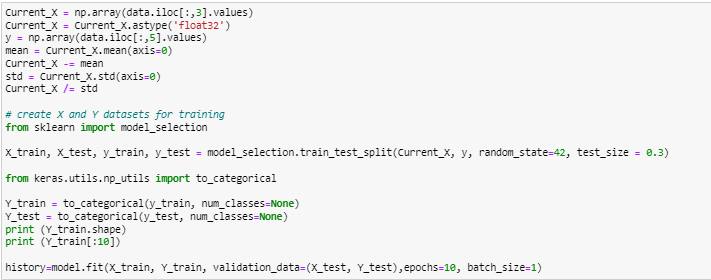 Current_X = np.array(data.iloc[:,3].values)
Current_X = Current_X.astype('float32')
y = np.array(data.iloc[:,5].values)
mean = Current_X.mean(axis=0)
Current_X -= mean
std = Current_X.std(axis=0)
Current_X /= std
# create X and Y datasets for training
from sklearn import model_selection
X_train, X_test, y_train, y_test = model_selection.train_test_split(Current_X, y, random_state=42, test_size = 0.3)
from keras.utils.np_utils import to_categorical
Y_train = to_categorical(y_train, num_classes=None)
Y_test = to_categorical(y_test, num_classes=None)
print (Y_train.shape)
print (Y_train[:10])
history=model.fit(X_train, Y_train, validation_data=(X_test, Y_test),epochs=10, batch_size=1)